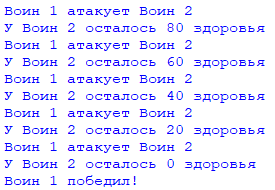 Воин 1 атакует Воин 2
У Воин 2 осталось 80 здоровья
Воин 1 атакует Воин 2
У Воин 2 осталось 60 здоровья
Воин 1 атакует Воин 2
У Воин 2 осталось 40 здоровья
Воин 1 атакует Воин 2
У Воин 2 осталось 20 здоровья
Воин 1 атакует Воин 2
У Воин 2 осталось 0 здоровья
Воин 1 победил!